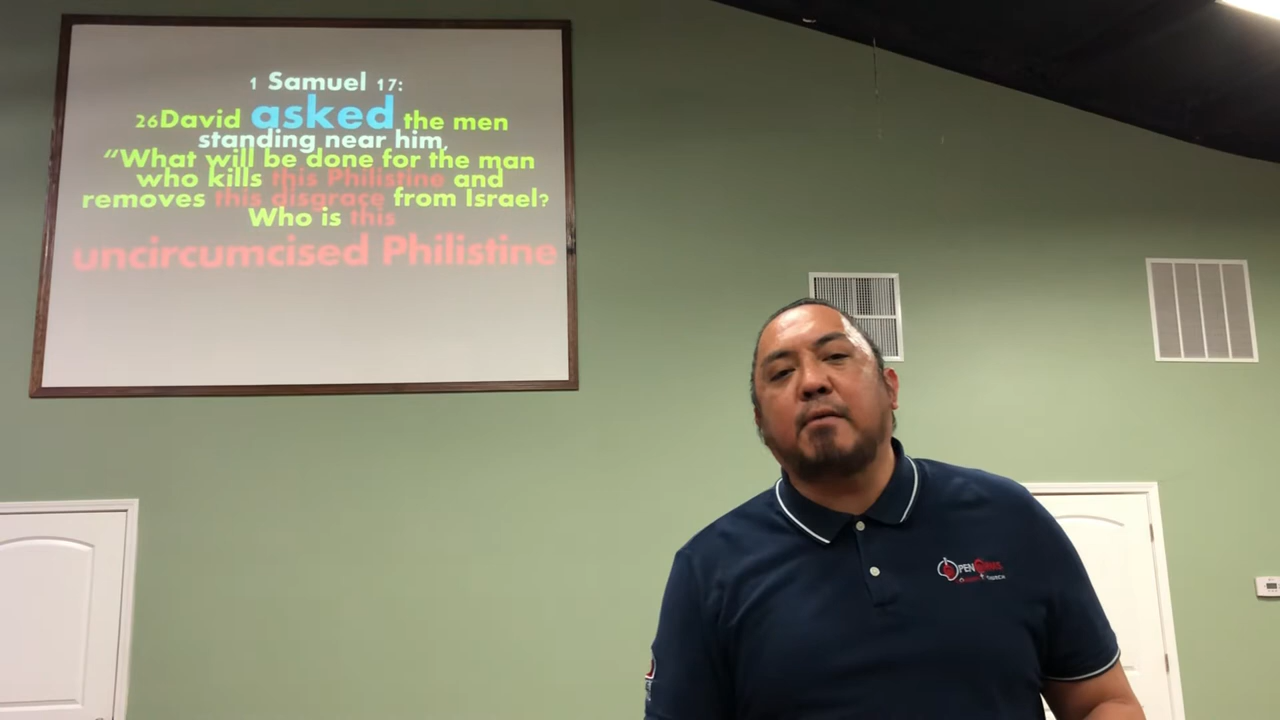 1 Samuel 17:
26David asked the men
standing near him,
“What will be done for the man
who kills this Philistine and
removes this disgrace from Israel?
Who is this
uncircumcised Philistine